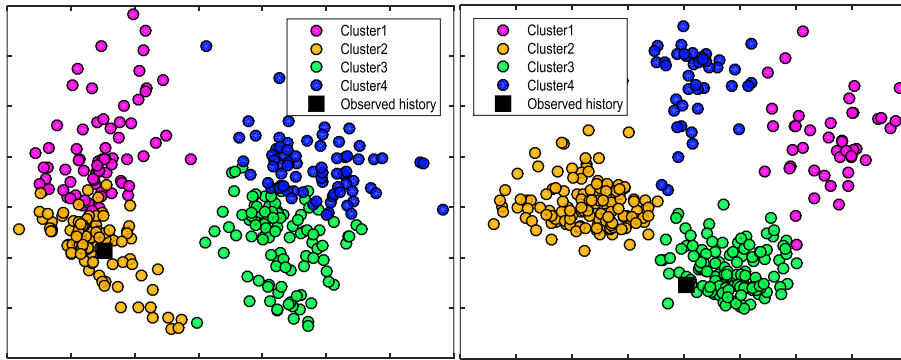 Cluster1
Cluster2
Cluster3
Cluster4
Observed history
Cluster1
Cluster2
Cluster3
Cluster4
Observed history